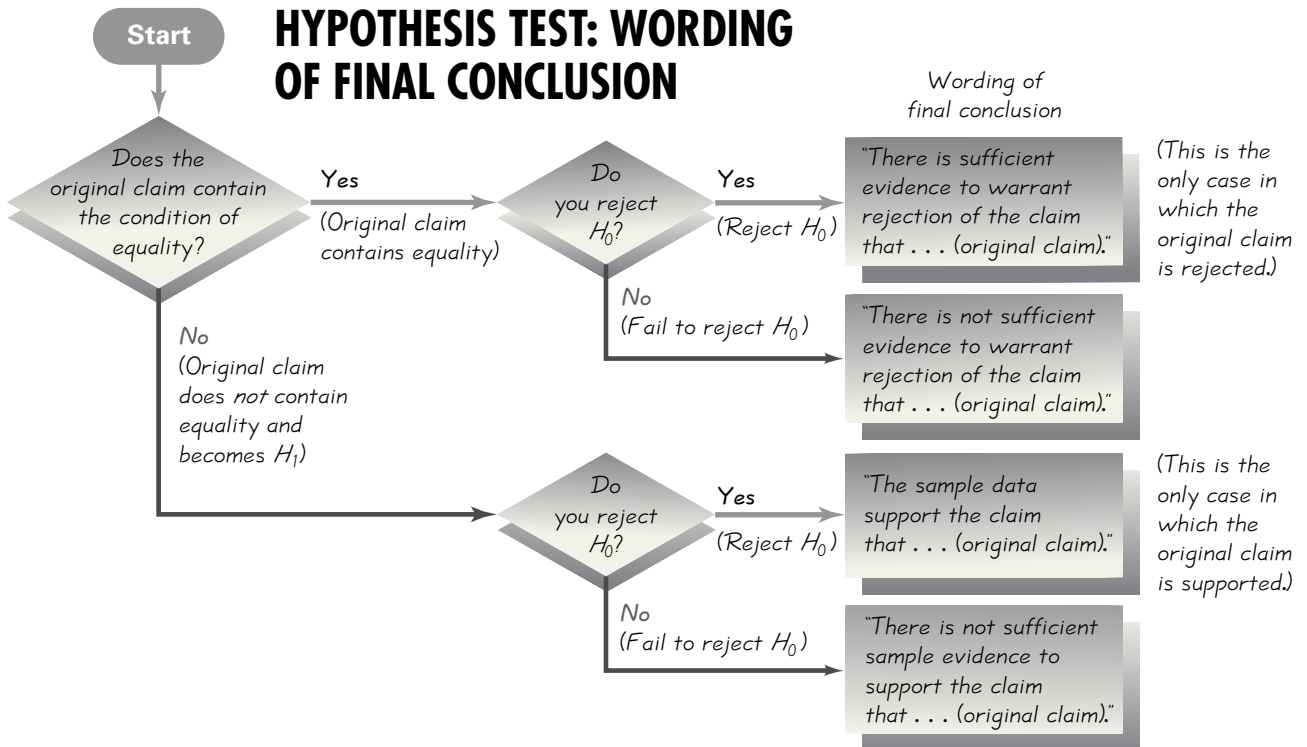 Start
HYPOTHESIS TEST: WORDING
OF FINAL CONCLUSION
Wording of
final conclusion
Does the
original claim contain
the condition of
equality?
Yes
(Original claim
contains equality)
Do
you reject
H₀?
Yes
(Reject H₀)
"There is sufficient
evidence to warrant
rejection of the claim
that . . . (original claim)."
(This is the
only case in
which the
original claim
is rejected.)
No
(Fail to reject H₀)
"There is not sufficient
evidence to warrant
rejection of the claim
that . . . (original claim)."
No
(Original claim
does not contain
equality and
becomes H₁)
Do
you reject
H₀?
Yes
(Reject H₀)
"The sample data
support the claim
that . . . (original claim)."
(This is the
only case in
which the
original claim
is supported.)
No
(Fail to reject H₀)
"There is not sufficient
sample evidence to
support the claim
that . . . (original claim)."